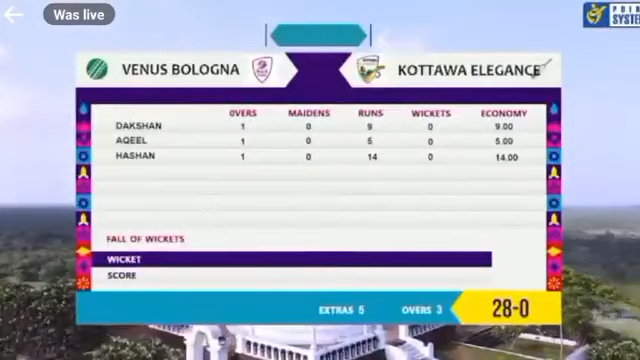 Was live
POINT
SYSTEM
VENUS BOLOGNA
KOTTAWA ELEGANCE
OVERS MAIDENS RUNS WICKETS ECONOMY
DAKSHAN 1 0 9 0 9.00
AQEEL 1 0 5 0 5.00
HASHAN 1 0 14 0 14.00
FALL OF WICKETS
WICKET
SCORE
EXTRAS 5 OVERS 3 28-0